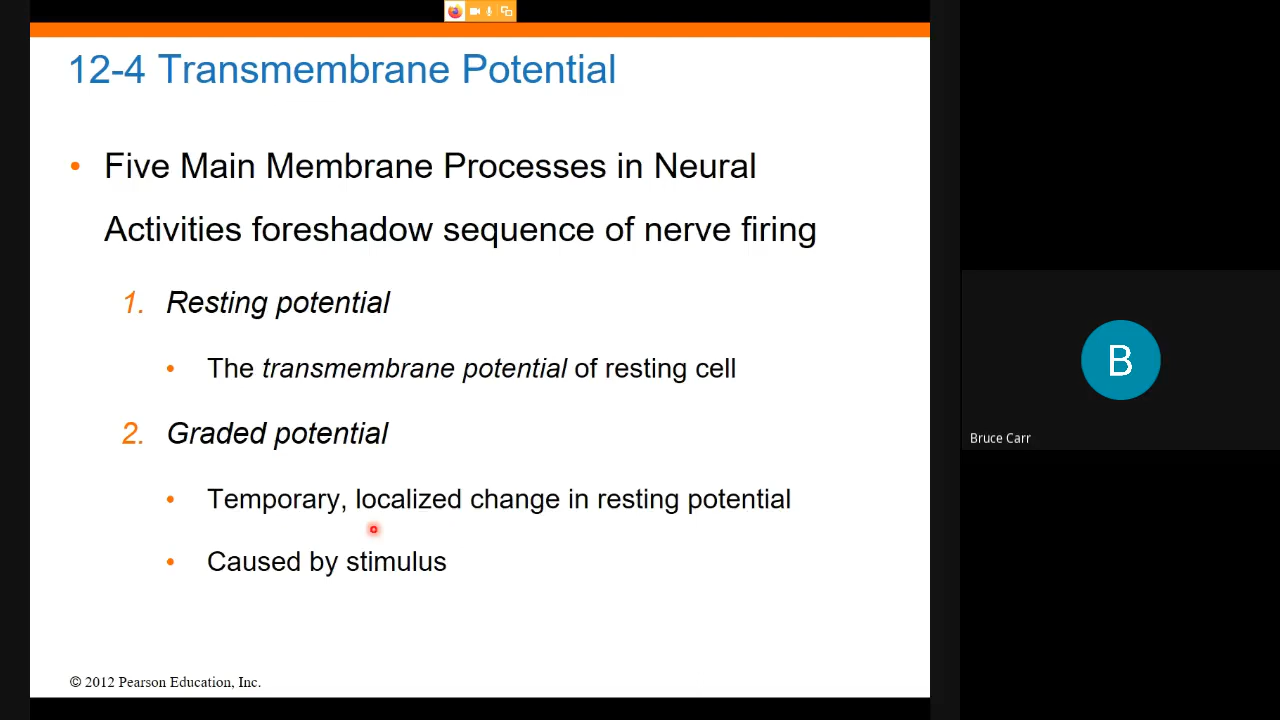 12-4 Transmembrane Potential
• Five Main Membrane Processes in Neural
Activities foreshadow sequence of nerve firing
1. Resting potential
• The transmembrane potential of resting cell
2. Graded potential
• Temporary, localized change in resting potential
• Caused by stimulus
© 2012 Pearson Education, Inc.
B
Bruce Carr